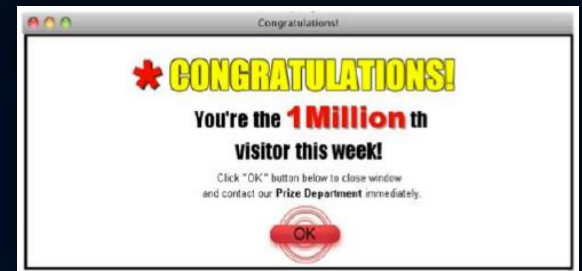 Congratulations!
* CONGRATULATIONS!
You're the 1 Million th
visitor this week!
Click "OK" button below to close window
and contact our Prize Department immediately.
OK